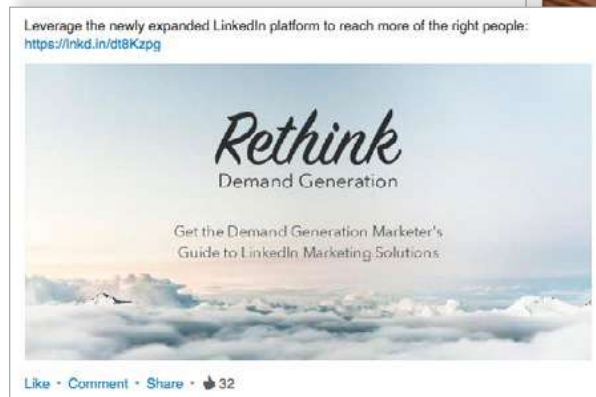 Leverage the newly expanded LinkedIn platform to reach more of the right people:
https://lnkd.in/dt8Kzpg
Rethink
Demand Generation
Get the Demand Generation Marketer's
Guide to LinkedIn Marketing Solutions
Like · Comment · Share · 32